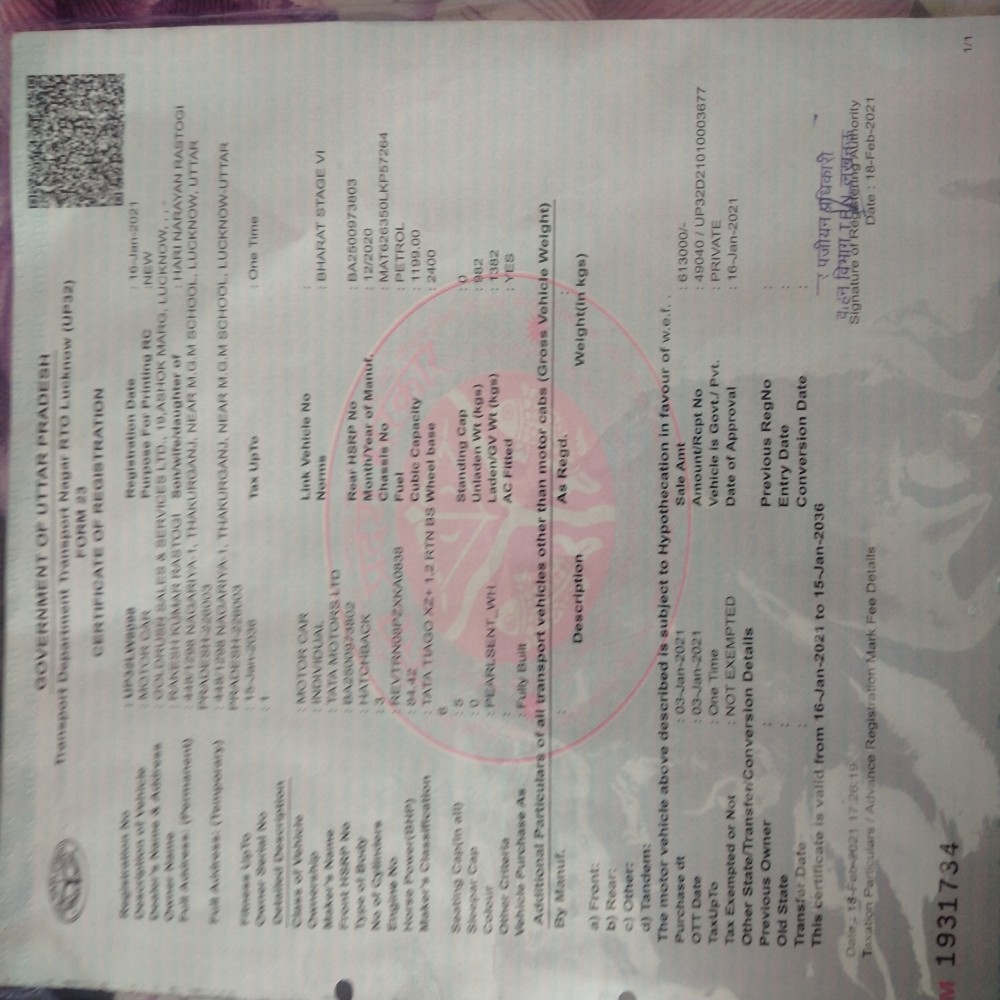 GOVERNMENT OF UTTAR PRADESH
Transport Department Transport Nagar RTO Lucknow (UP32)
FORM 23
CERTIFICATE OF REGISTRATION
Registration No : Registration Date : 16-Jan-2021
Description of Vehicle : MOTOR CAR Purpose For Printing RC : NEW
Dealer's Name & Address : SALES & SERVICES LTD., 19,ASHOK MARG, LUCKNOW, , , -
Owner Name : RAKESH KUMAR RASTOGI Son/wife/daughter of : HARI NARAYAN RASTOGI
Full Address: (Permanent) : 448/1298 NAGARIYA-1, THAKURGANJ, NEAR M.G.M SCHOOL, LUCKNOW, UTTAR
PRADESH-226003
Full Address: (Temporary) : 448/1298 NAGARIYA-1, THAKURGANJ, NEAR M.G.M SCHOOL, LUCKNOW-UTTAR
PRADESH-226003
Fitness UpTo : 15-Jan-2036 Tax UpTo : One Time
Owner Serial No : 1
Detailed Description
Class of Vehicle : MOTOR CAR Link Vehicle No :
Ownership : INDIVIDUAL Norms : BHARAT STAGE VI
Maker's Name : TATA MOTORS LTD
Front HSRP No : BA2500973802 Rear HSRP No : BA2500973803
Type of Body : HATCHBACK Month/Year of Manuf. : 12/2020
No of Cylinders : 3 Chassis No : MAT626350LKP57264
Engine No : REVTRN08PZXKA0838 Fuel : PETROL
Horse Power(BHP) : 84.42 Cubic Capacity : 1199.00
Maker's Classification : TATA TIAGO XZ+ 1.2 RTN BS Wheel base : 2400
6
Seating Cap(in all) : 5 Standing Cap : 0
Sleeper Cap : 0 Unladen Wt (kgs) : 982
Colour : PEARLSENT_WH Laden/GV Wt (kgs) : 1382
Other Criteria : AC Fitted : YES
Vehicle Purchase As : Fully Built
Additional Particulars of all transport vehicles other than motor cabs (Gross Vehicle Weight)
By Manuf. : As Regd. :
Description Weight(in kgs)
a) Front:
b) Rear:
c) Other:
d) Tandem:
The motor vehicle above described is subject to Hypothecation in favour of w.e.f. .
Purchase dt : 03-Jan-2021 Sale Amt : 613000/-
OTT Date : 03-Jan-2021 Amount/Rcpt No : 49040 / UP32D21010003677
TaxUpTo : One Time Vehicle is Govt./ Pvt. : PRIVATE
Tax Exempted or Not : NOT EXEMPTED Date of Approval : 16-Jan-2021
Other State/Transfer/Conversion Details
Previous Owner : Previous RegNo :
Old State : Entry Date :
Transfer Date : Conversion Date :
This certificate is valid from 16-Jan-2021 to 15-Jan-2036
पंजीयन अधिकारी
विभाग लखनऊ
Date : 18-Feb-2021 17:26:19 Signature of Registering Authority
Taxation Particulars / Advance Registration Mark Fee Details Date : 18-Feb-2021
M 1931734
1/1